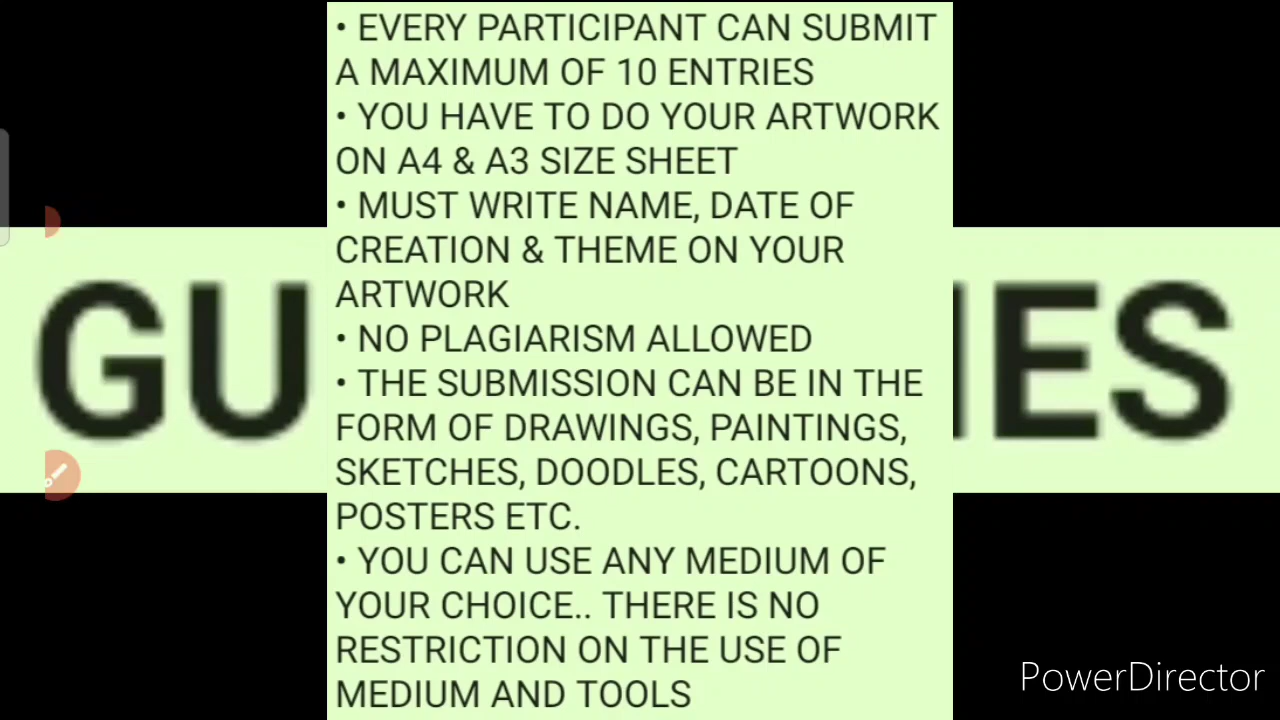 • EVERY PARTICIPANT CAN SUBMIT
A MAXIMUM OF 10 ENTRIES
• YOU HAVE TO DO YOUR ARTWORK
ON A4 & A3 SIZE SHEET
• MUST WRITE NAME, DATE OF
CREATION & THEME ON YOUR
ARTWORK
• NO PLAGIARISM ALLOWED
• THE SUBMISSION CAN BE IN THE
FORM OF DRAWINGS, PAINTINGS,
SKETCHES, DOODLES, CARTOONS,
POSTERS ETC.
• YOU CAN USE ANY MEDIUM OF
YOUR CHOICE.. THERE IS NO
RESTRICTION ON THE USE OF
MEDIUM AND TOOLS
PowerDirector